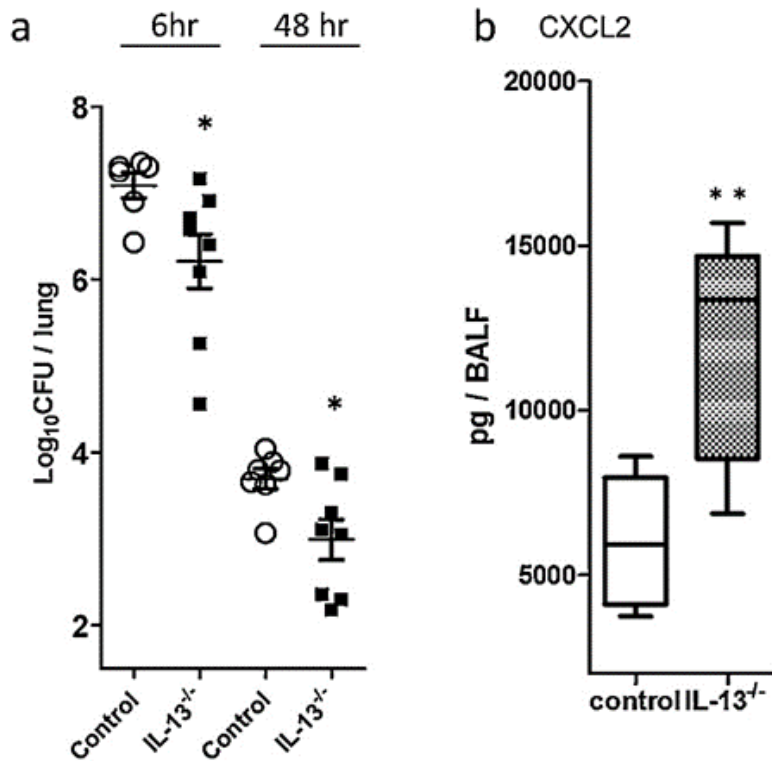 a
6hr
48 hr
8
6
4
2
Log₁₀CFU / lung
*
*
Control
IL-13⁻/⁻
Control
IL-13⁻/⁻
b
CXCL2
20000
15000
10000
5000
pg / BALF
* *
control
IL-13⁻/⁻